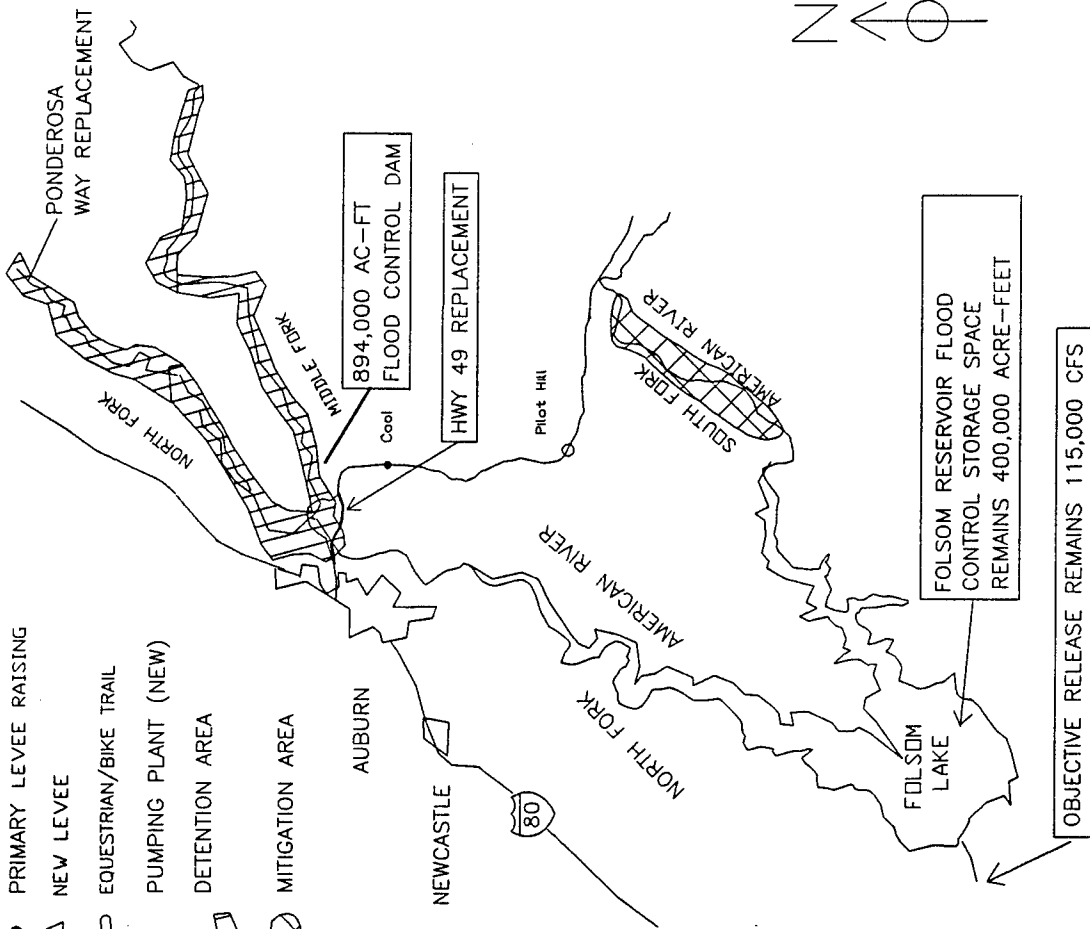 PRIMARY LEVEE RAISING
NEW LEVEE
EQUESTRIAN/BIKE TRAIL
PUMPING PLANT (NEW)
DETENTION AREA
MITIGATION AREA
PONDEROSA
WAY REPLACEMENT
NORTH FORK
MIDDLE FORK
894,000 AC-FT
FLOOD CONTROL DAM
Cool
HWY 49 REPLACEMENT
AUBURN
Pilot Hill
NEWCASTLE
80
SOUTH FORK
AMERICAN RIVER
NORTH FORK
AMERICAN RIVER
FOLSOM
LAKE
FOLSOM RESERVOIR FLOOD
CONTROL STORAGE SPACE
REMAINS 400,000 ACRE-FEET
OBJECTIVE RELEASE REMAINS 115,000 CFS
N